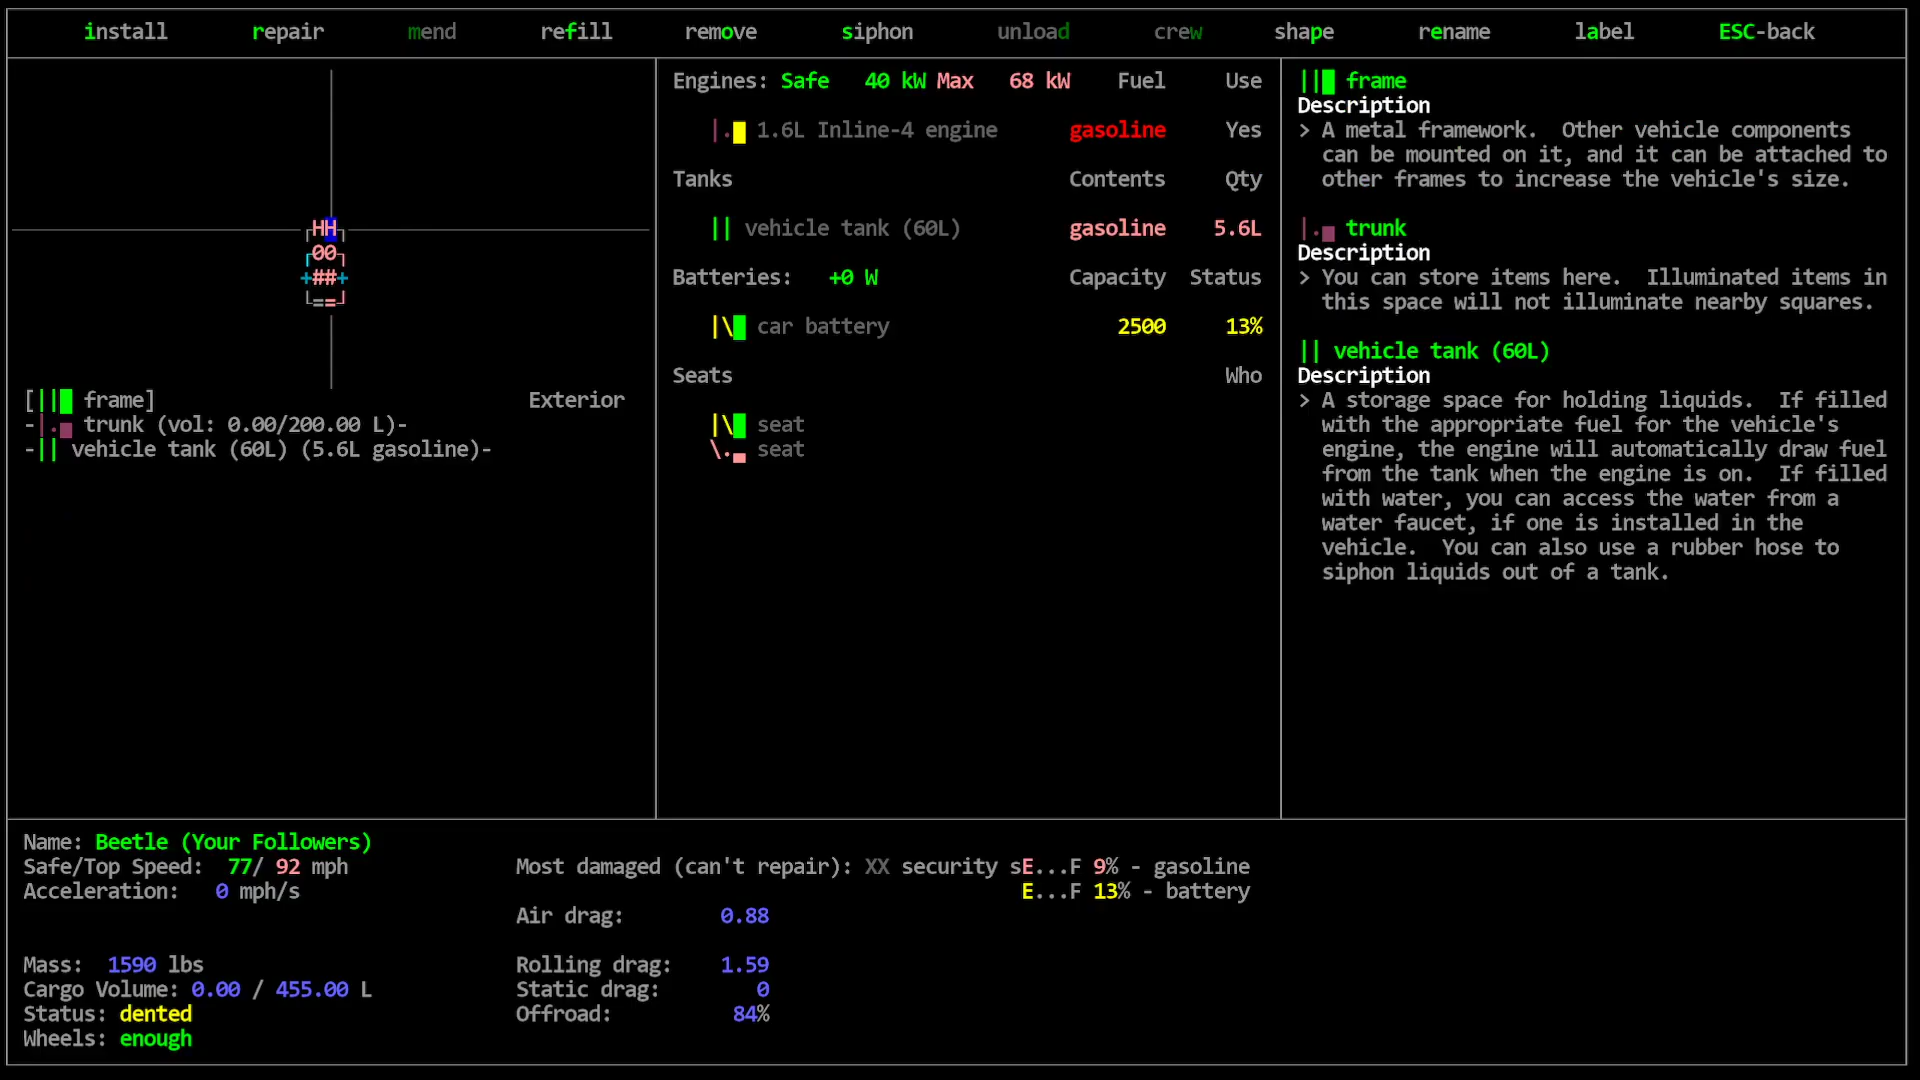 install repair mend refill remove siphon unload crew shape rename label ESC-back
HH
00
+##+
==
[||█ frame] Exterior
-|.▄ trunk (vol: 0.00/200.00 L)-
-|| vehicle tank (60L) (5.6L gasoline)-
Engines: Safe 40 kW Max 68 kW Fuel Use
|.█ 1.6L Inline-4 engine gasoline Yes
Tanks Contents Qty
|| vehicle tank (60L) gasoline 5.6L
Batteries: +0 W Capacity Status
|\█ car battery 2500 13%
Seats Who
|\█ seat
\.▄ seat
||█ frame
Description
> A metal framework. Other vehicle components
can be mounted on it, and it can be attached to
other frames to increase the vehicle's size.
|.▄ trunk
Description
> You can store items here. Illuminated items in
this space will not illuminate nearby squares.
|| vehicle tank (60L)
Description
> A storage space for holding liquids. If filled
with the appropriate fuel for the vehicle's
engine, the engine will automatically draw fuel
from the tank when the engine is on. If filled
with water, you can access the water from a
water faucet, if one is installed in the
vehicle. You can also use a rubber hose to
siphon liquids out of a tank.
Name: Beetle (Your Followers)
Safe/Top Speed: 77/ 92 mph
Acceleration: 0 mph/s
Mass: 1590 lbs
Cargo Volume: 0.00 / 455.00 L
Status: dented
Wheels: enough
Most damaged (can't repair): XX security s
Air drag: 0.88
Rolling drag: 1.59
Static drag: 0
Offroad: 84%
E...F 9% - gasoline
E...F 13% - battery